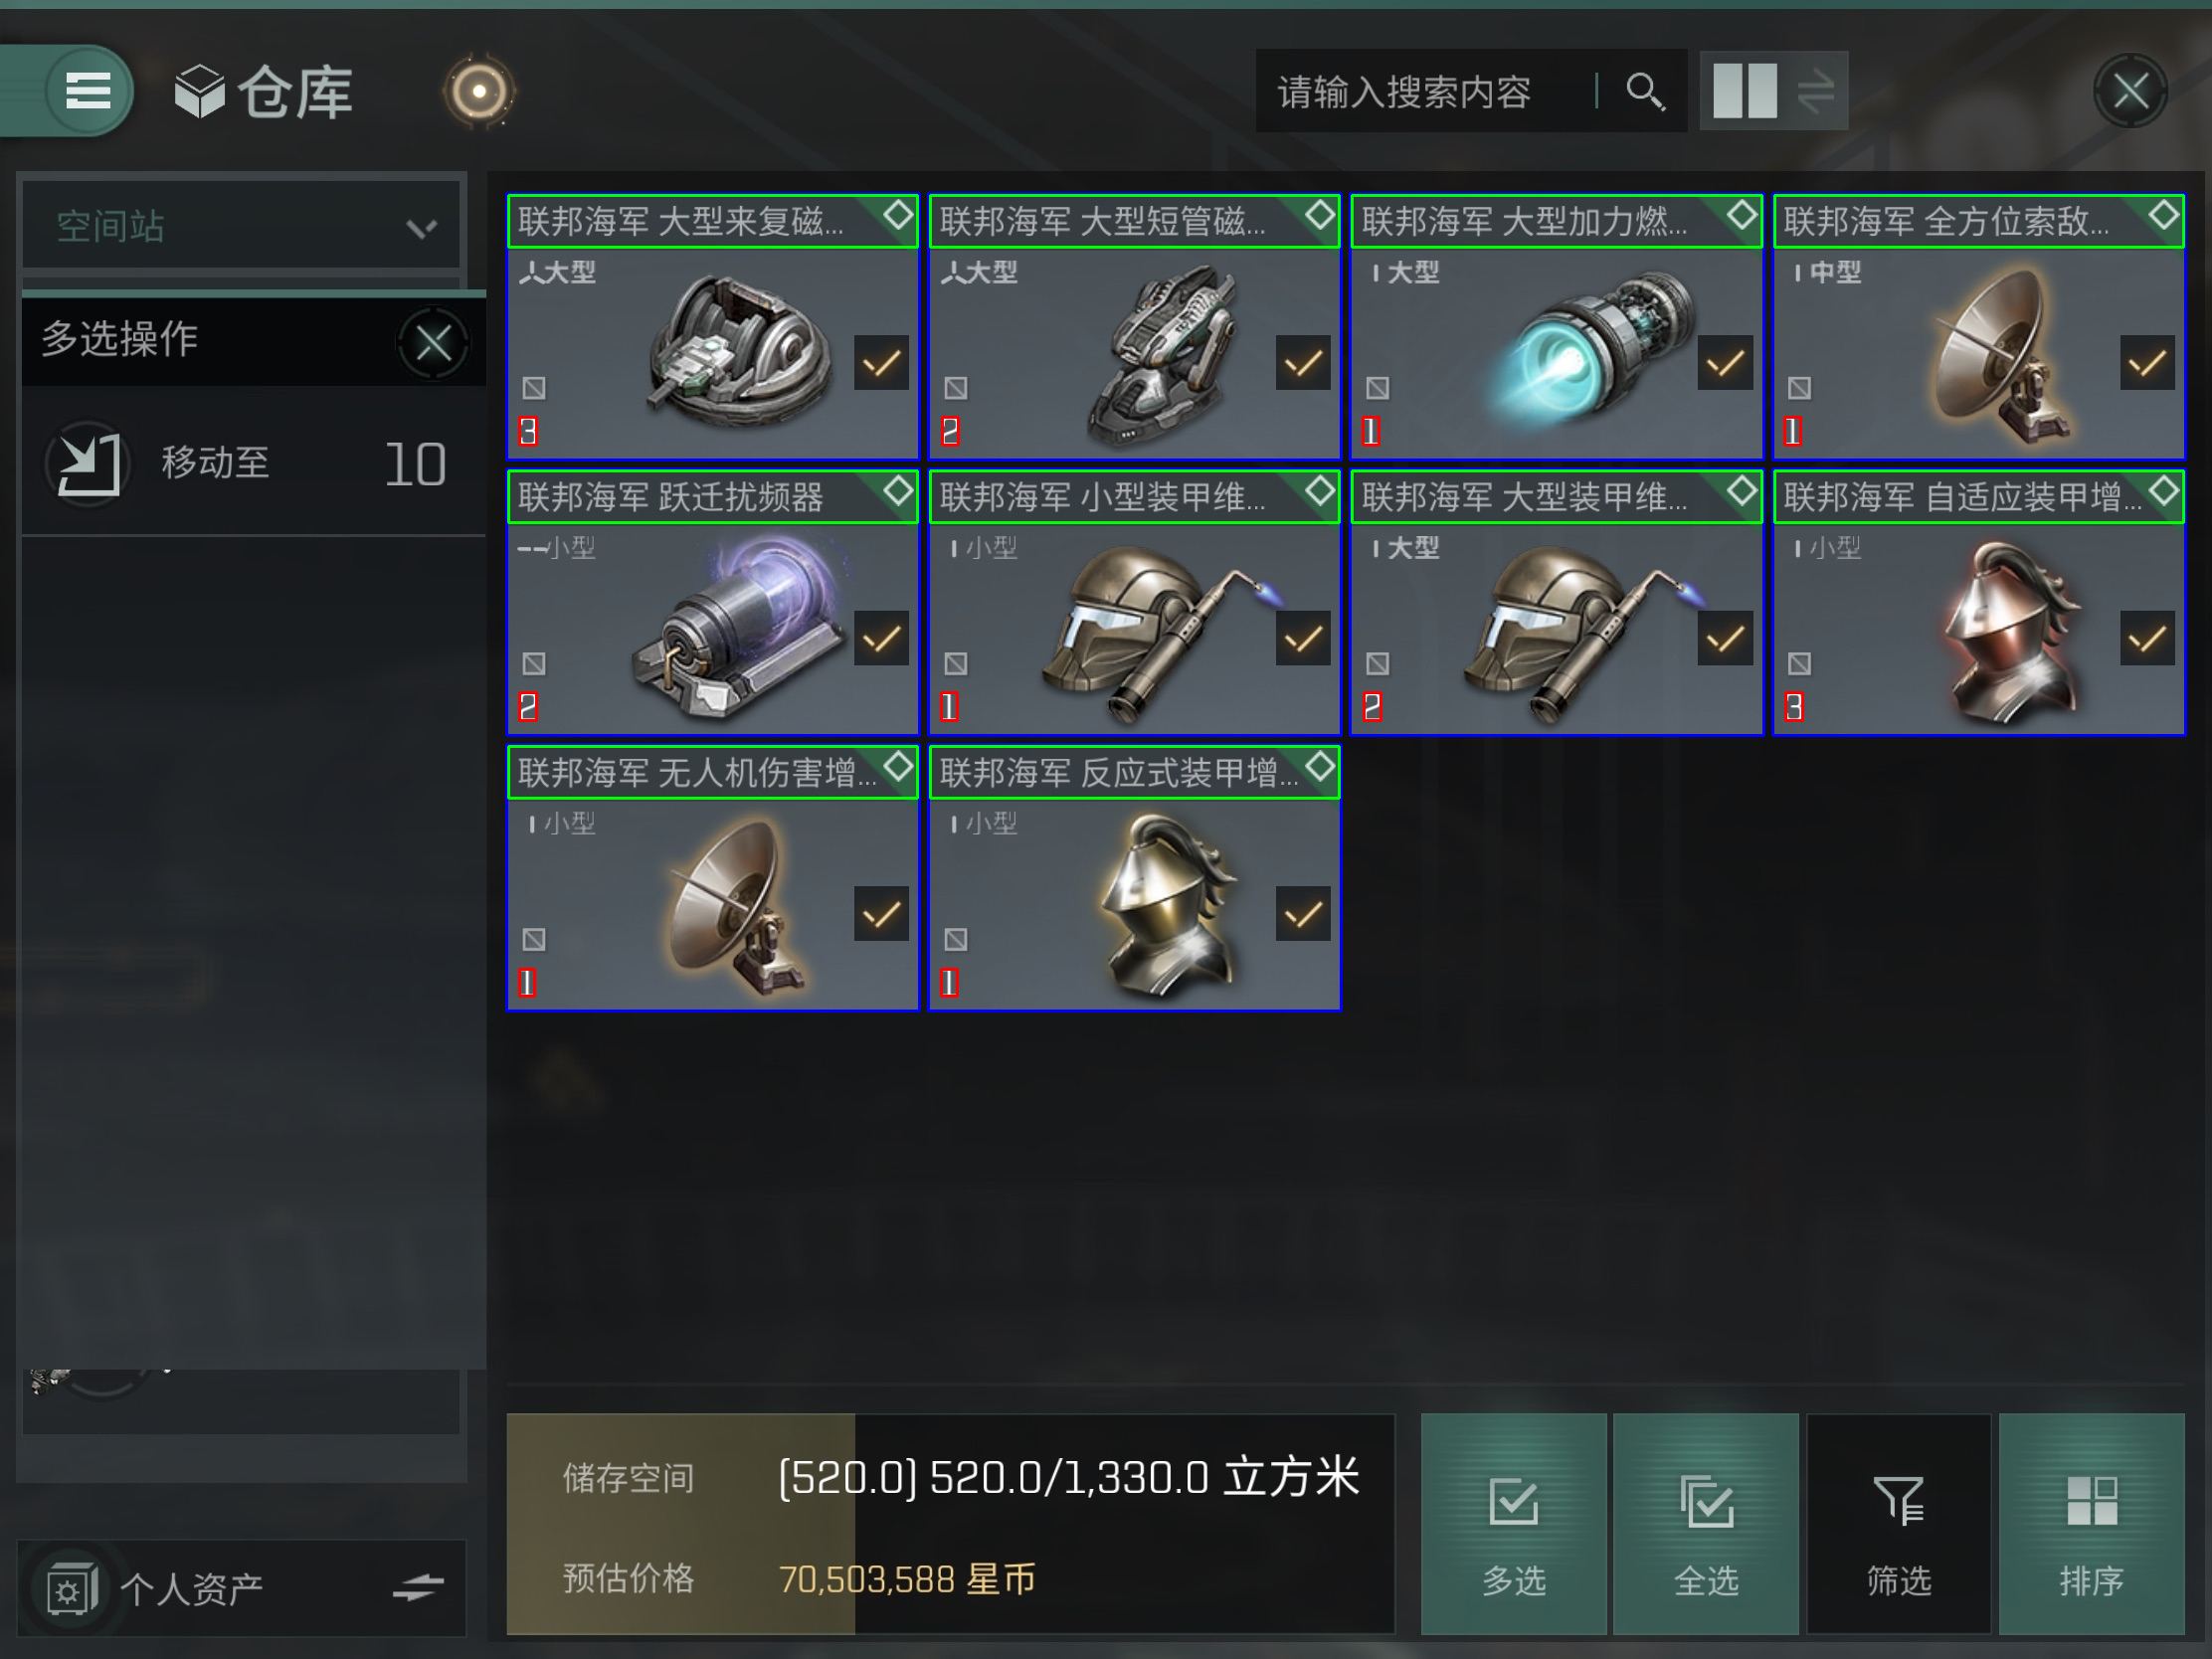 仓库
请输入搜索内容
空间站
多选操作
移动至 10
联邦海军 大型来复磁...
大型
3
联邦海军 大型短管磁...
大型
2
联邦海军 大型加力燃...
大型
1
联邦海军 全方位索敌...
中型
1
联邦海军 跃迁扰频器
小型
2
联邦海军 小型装甲维...
小型
1
联邦海军 大型装甲维...
大型
2
联邦海军 自适应装甲增...
小型
3
联邦海军 无人机伤害增...
小型
1
联邦海军 反应式装甲增...
小型
1
储存空间 (520.0) 520.0/1,330.0 立方米
预估价格 70,503,588 星币
多选
全选
筛选
排序
个人资产